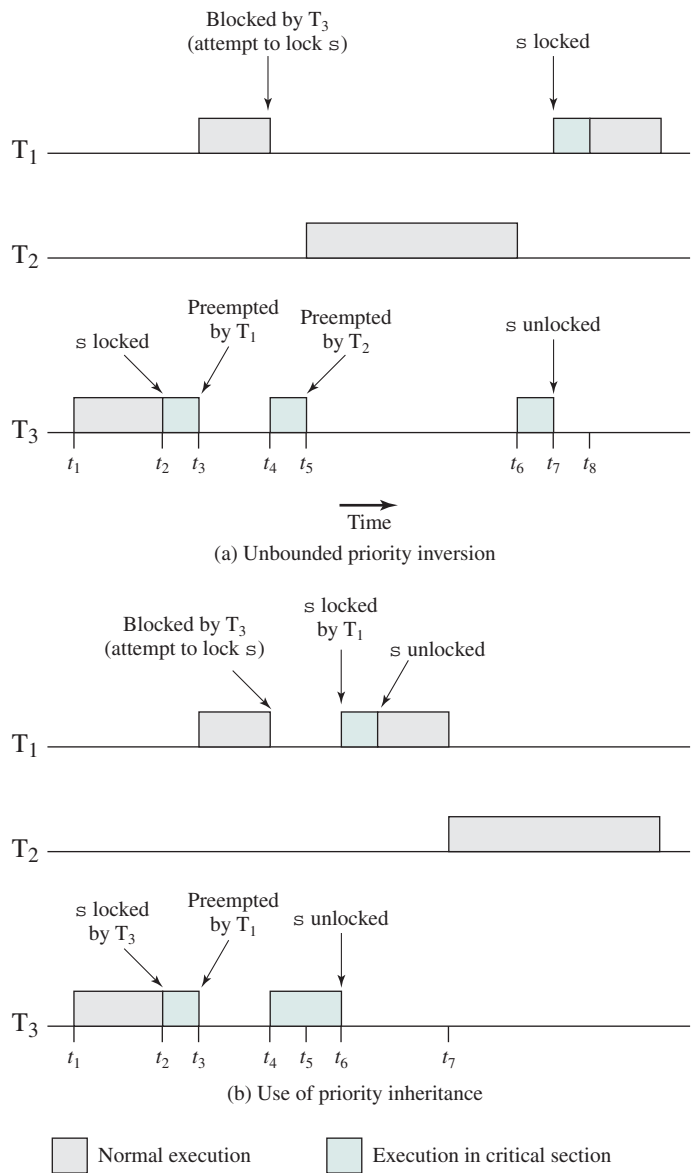 Blocked by T3
(attempt to lock s)
s locked
T1
T2
s locked
Preempted
by T1
Preempted
by T2
s unlocked
T3
t1 t2 t3 t4 t5 t6 t7 t8
Time
(a) Unbounded priority inversion
Blocked by T3
(attempt to lock s)
s locked
by T1
s unlocked
T1
T2
s locked
by T3
Preempted
by T1
s unlocked
T3
t1 t2 t3 t4 t5 t6 t7
(b) Use of priority inheritance
Normal execution
Execution in critical section